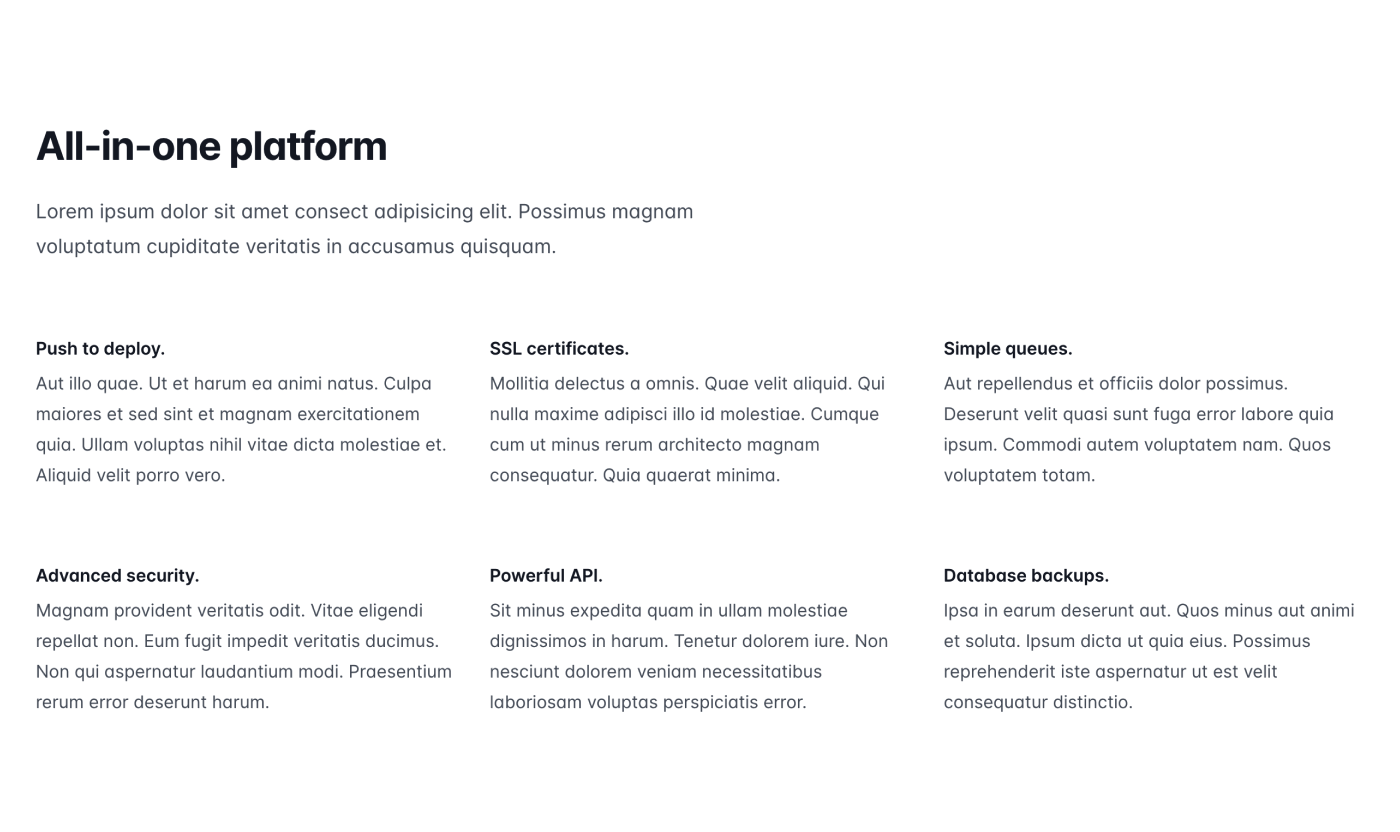 All-in-one platform
Lorem ipsum dolor sit amet consect adipisicing elit. Possimus magnam
voluptatum cupiditate veritatis in accusamus quisquam.
Push to deploy.
Aut illo quae. Ut et harum ea animi natus. Culpa
maiores et sed sint et magnam exercitationem
quia. Ullam voluptas nihil vitae dicta molestiae et.
Aliquid velit porro vero.
SSL certificates.
Mollitia delectus a omnis. Quae velit aliquid. Qui
nulla maxime adipisci illo id molestiae. Cumque
cum ut minus rerum architecto magnam
consequatur. Quia quaerat minima.
Simple queues.
Aut repellendus et officiis dolor possimus.
Deserunt velit quasi sunt fuga error labore quia
ipsum. Commodi autem voluptatem nam. Quos
voluptatem totam.
Advanced security.
Magnam provident veritatis odit. Vitae eligendi
repellat non. Eum fugit impedit veritatis ducimus.
Non qui aspernatur laudantium modi. Praesentium
rerum error deserunt harum.
Powerful API.
Sit minus expedita quam in ullam molestiae
dignissimos in harum. Tenetur dolorem iure. Non
nesciunt dolorem veniam necessitatibus
laboriosam voluptas perspiciatis error.
Database backups.
Ipsa in earum deserunt aut. Quos minus aut animi
et soluta. Ipsum dicta ut quia eius. Possimus
reprehenderit iste aspernatur ut est velit
consequatur distinctio.